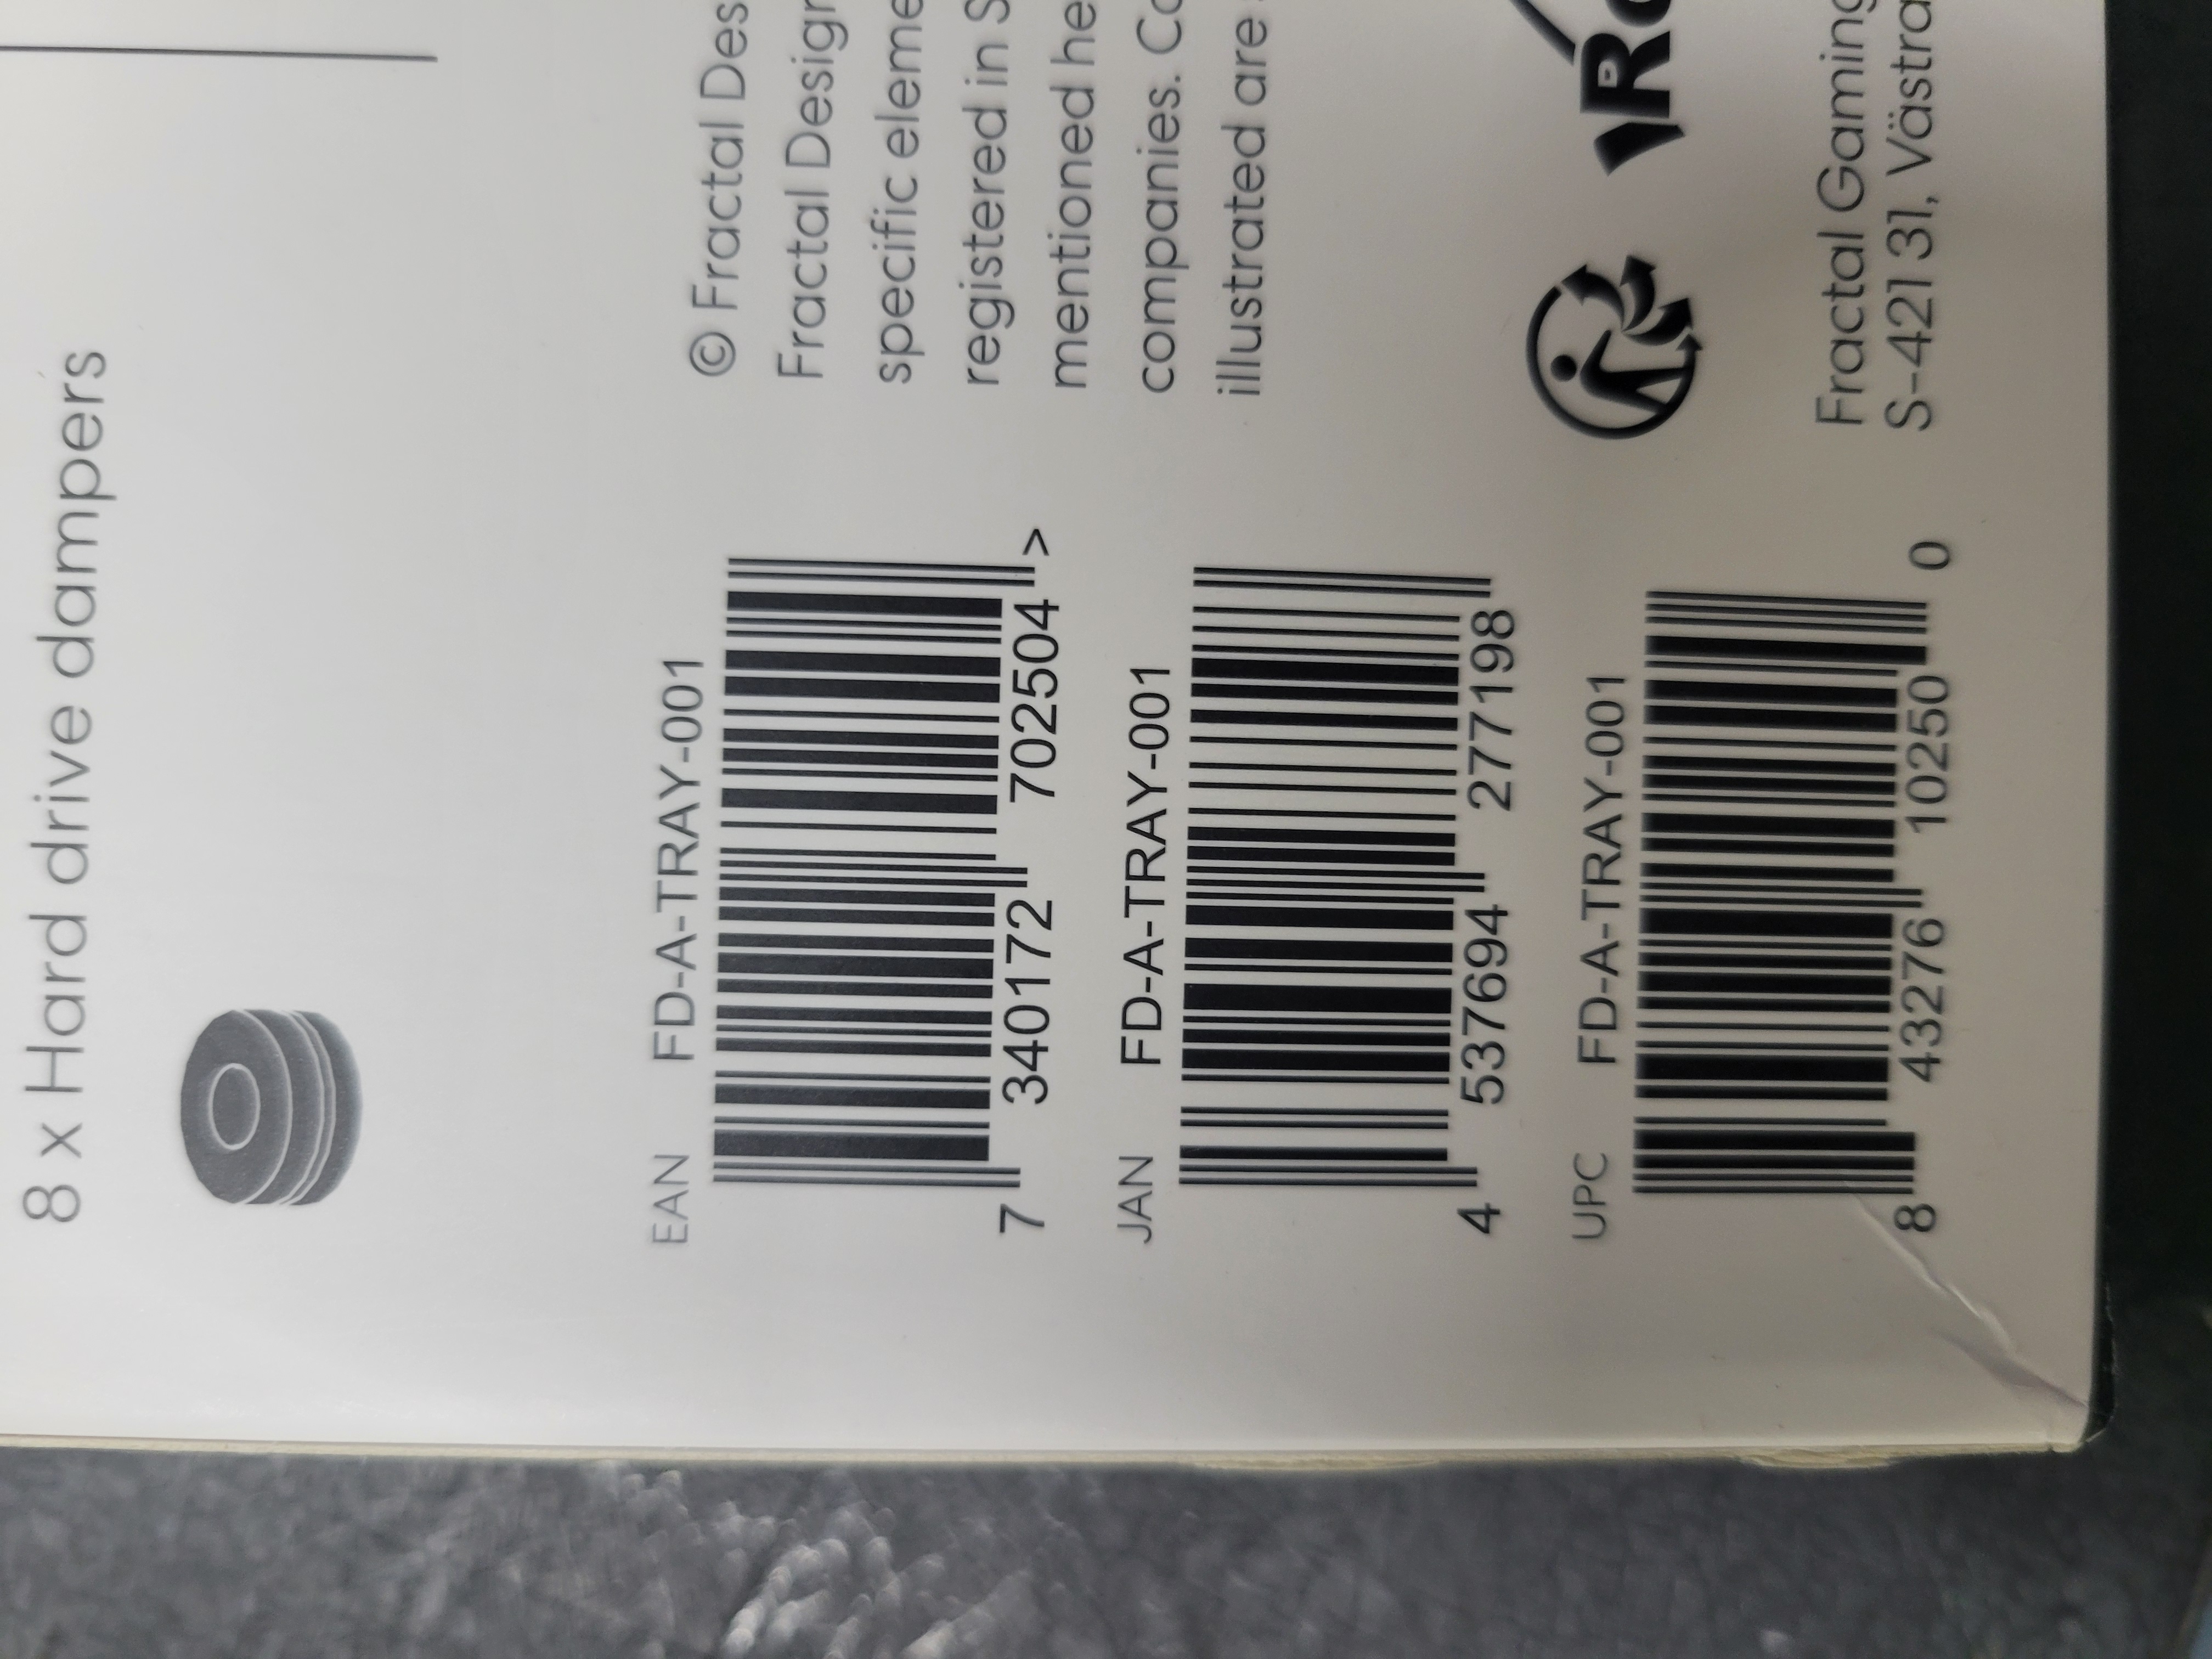 8 x Hard drive dampers
EAN FD-A-TRAY-001
7 340172 702504 >
JAN FD-A-TRAY-001
4 537694 277198
UPC FD-A-TRAY-001
8 43276 10250 0
© Fractal Des
Fractal Design
specific eleme
registered in S
mentioned he
companies. Co
illustrated are
Fractal Gaming
S-421 31, Västra